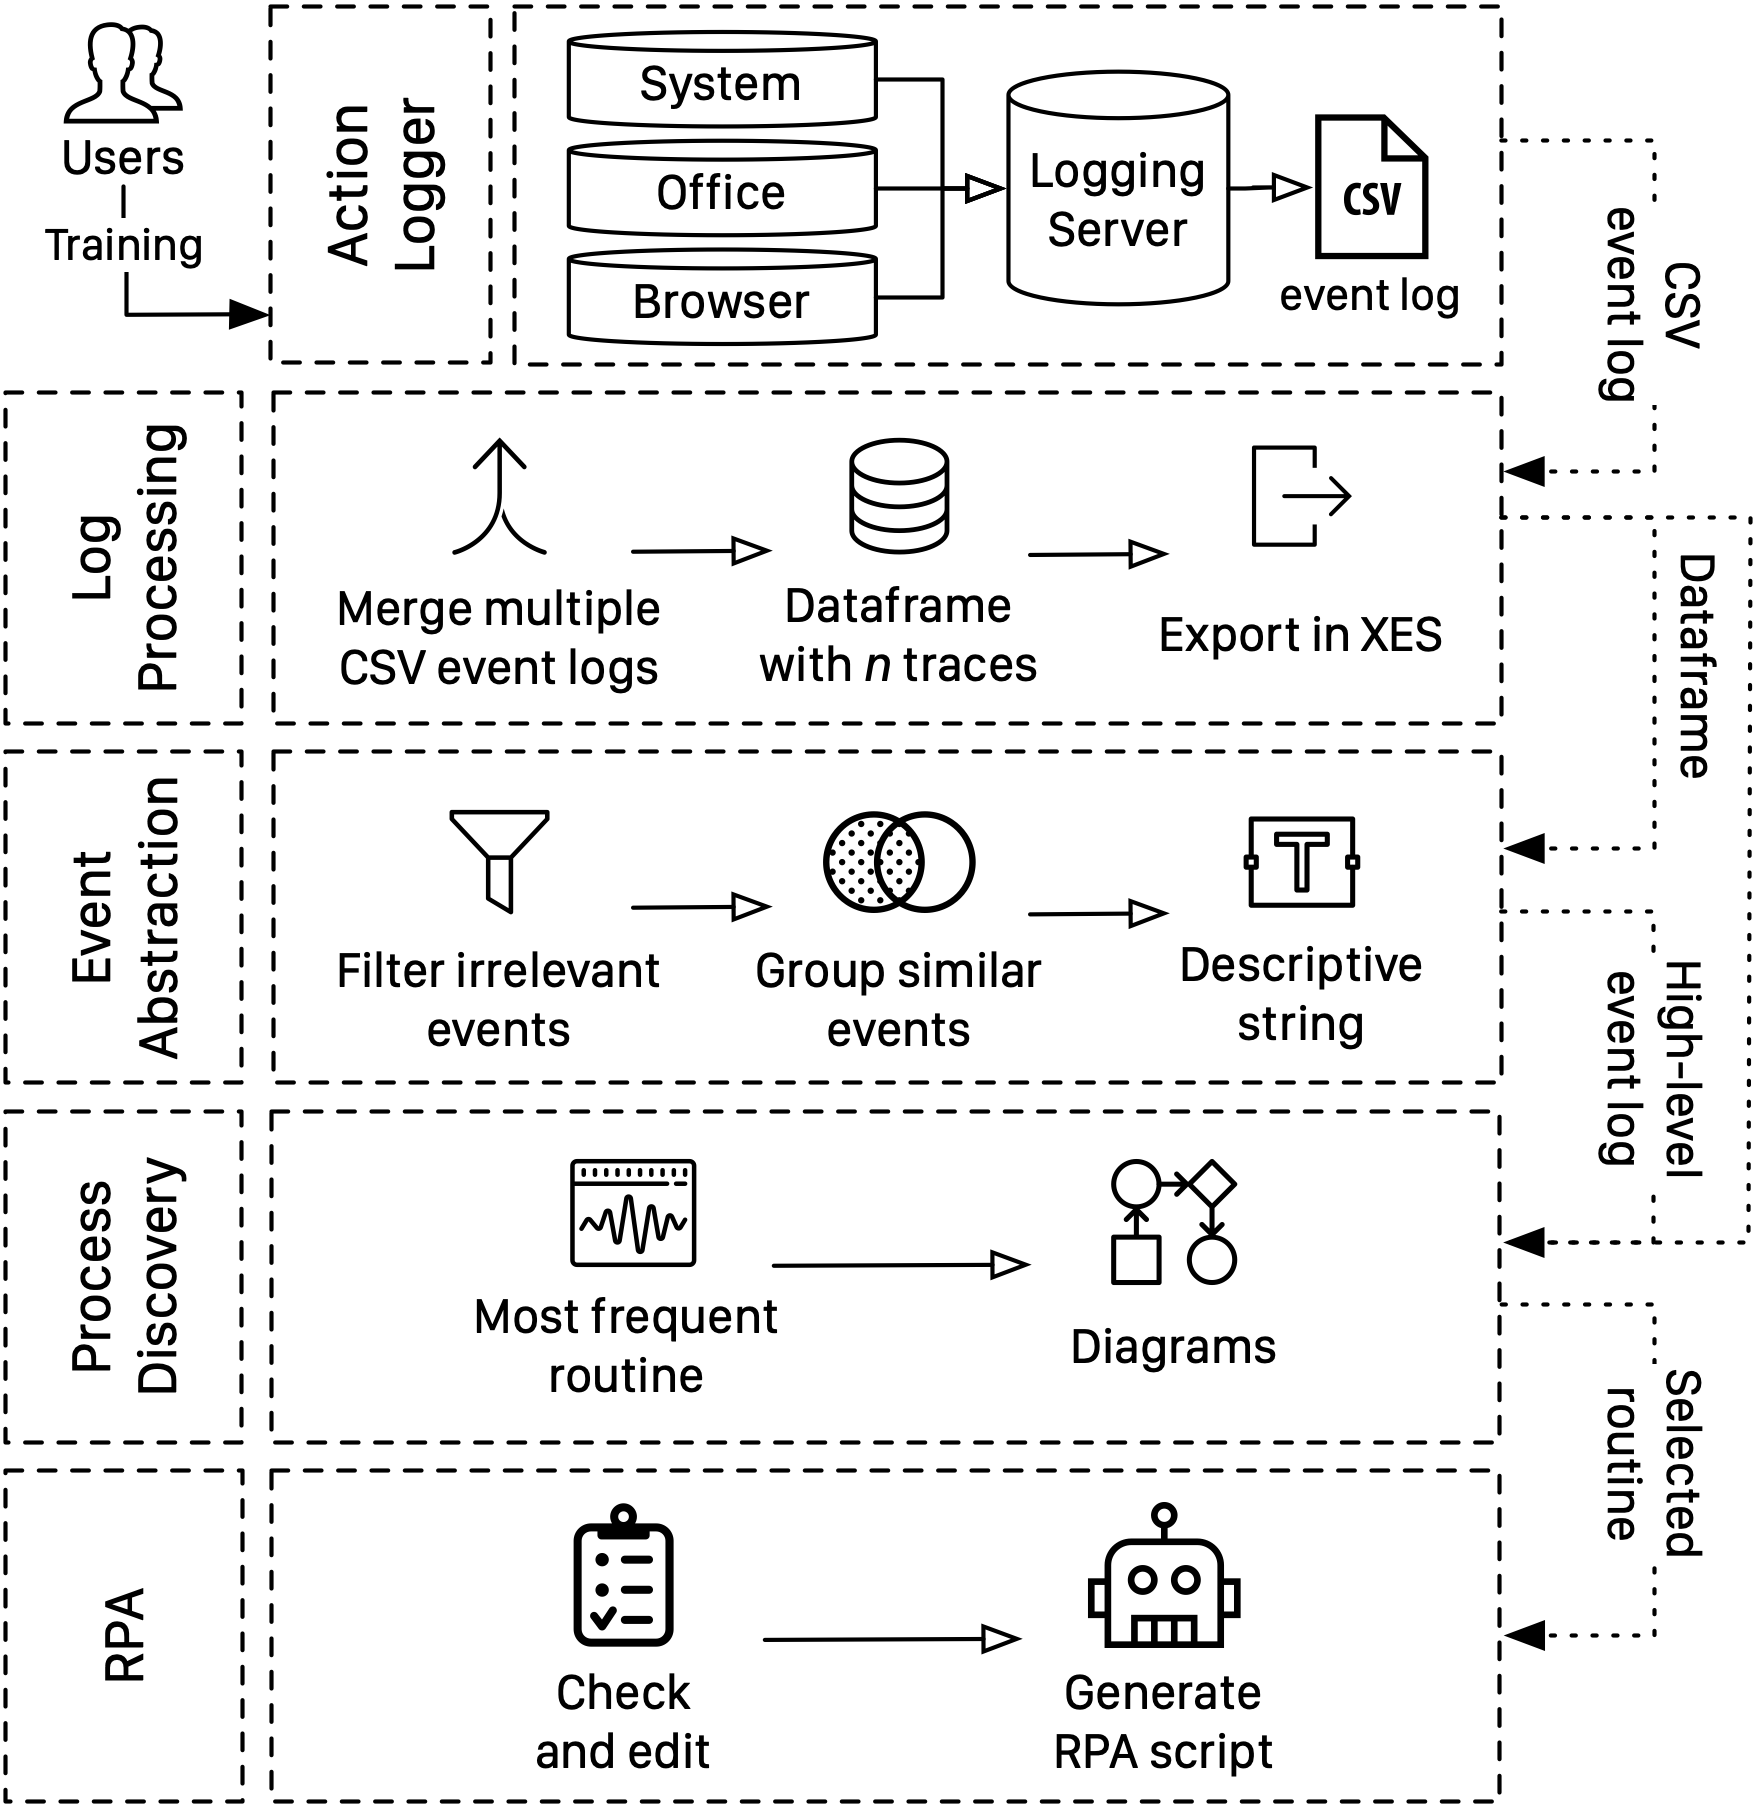 Users
Training
Action
Logger
System
Office
Browser
Logging
Server
CSV
event log
CSV
event log
Log
Processing
Merge multiple
CSV event logs
Dataframe
with n traces
Export in XES
Dataframe
Event
Abstraction
Filter irrelevant
events
Group similar
events
T
Descriptive
string
High-level
event log
Process
Discovery
Most frequent
routine
Diagrams
Selected
routine
RPA
Check
and edit
Generate
RPA script